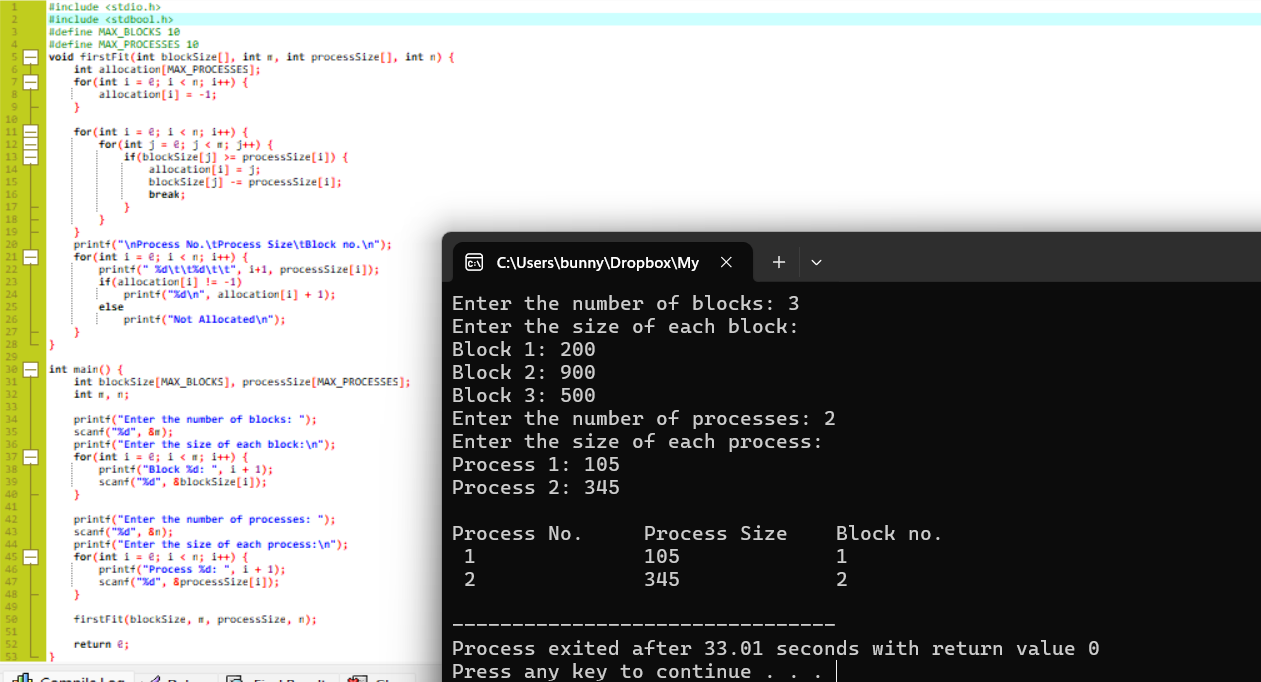 1 #include <stdio.h>
2 #include <stdbool.h>
3 #define MAX_BLOCKS 10
4 #define MAX_PROCESSES 10
5 void firstFit(int blockSize[], int m, int processSize[], int n) {
6 int allocation[MAX_PROCESSES];
7 for(int i = 0; i < n; i++) {
8 allocation[i] = -1;
9 }
10
11 for(int i = 0; i < n; i++) {
12 for(int j = 0; j < m; j++) {
13 if(blockSize[j] >= processSize[i]) {
14 allocation[i] = j;
15 blockSize[j] -= processSize[i];
16 break;
17 }
18 }
19 }
20 printf("\nProcess No.\tProcess Size\tBlock no.\n");
21 for(int i = 0; i < n; i++) {
22 printf(" %d\t\t%d\t\t", i+1, processSize[i]);
23 if(allocation[i] != -1)
24 printf("%d\n", allocation[i] + 1);
25 else
26 printf("Not Allocated\n");
27 }
28 }
29
30 int main() {
31 int blockSize[MAX_BLOCKS], processSize[MAX_PROCESSES];
32 int m, n;
33
34 printf("Enter the number of blocks: ");
35 scanf("%d", &m);
36 printf("Enter the size of each block:\n");
37 for(int i = 0; i < m; i++) {
38 printf("Block %d: ", i + 1);
39 scanf("%d", &blockSize[i]);
40 }
41
42 printf("Enter the number of processes: ");
43 scanf("%d", &n);
44 printf("Enter the size of each process:\n");
45 for(int i = 0; i < n; i++) {
46 printf("Process %d: ", i + 1);
47 scanf("%d", &processSize[i]);
48 }
49
50 firstFit(blockSize, m, processSize, n);
51
52 return 0;
53 }
C:\Users\bunny\Dropbox\My
Enter the number of blocks: 3
Enter the size of each block:
Block 1: 200
Block 2: 900
Block 3: 500
Enter the number of processes: 2
Enter the size of each process:
Process 1: 105
Process 2: 345
Process No. Process Size Block no.
1 105 1
2 345 2
--------------------------------
Process exited after 33.01 seconds with return value 0
Press any key to continue . . .
Compile Log